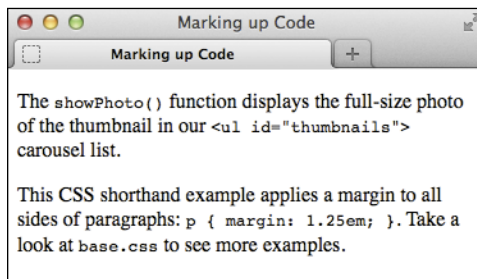 Marking up Code
Marking up Code
The showPhoto() function displays the full-size photo
of the thumbnail in our <ul id="thumbnails">
carousel list.
This CSS shorthand example applies a margin to all
sides of paragraphs: p { margin: 1.25em; }. Take a
look at base.css to see more examples.